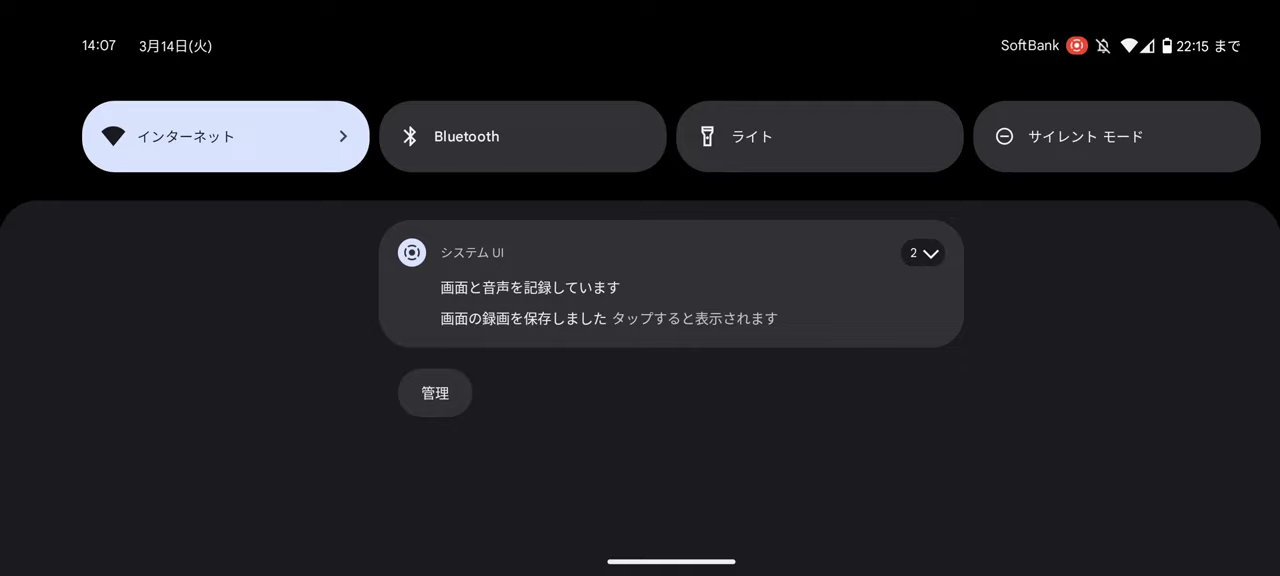 14:07 3月14日(火) SoftBank 22:15 まで
インターネット Bluetooth ライト サイレント モード
システム UI 2
画面と音声を記録しています
画面の録画を保存しました タップすると表示されます
管理